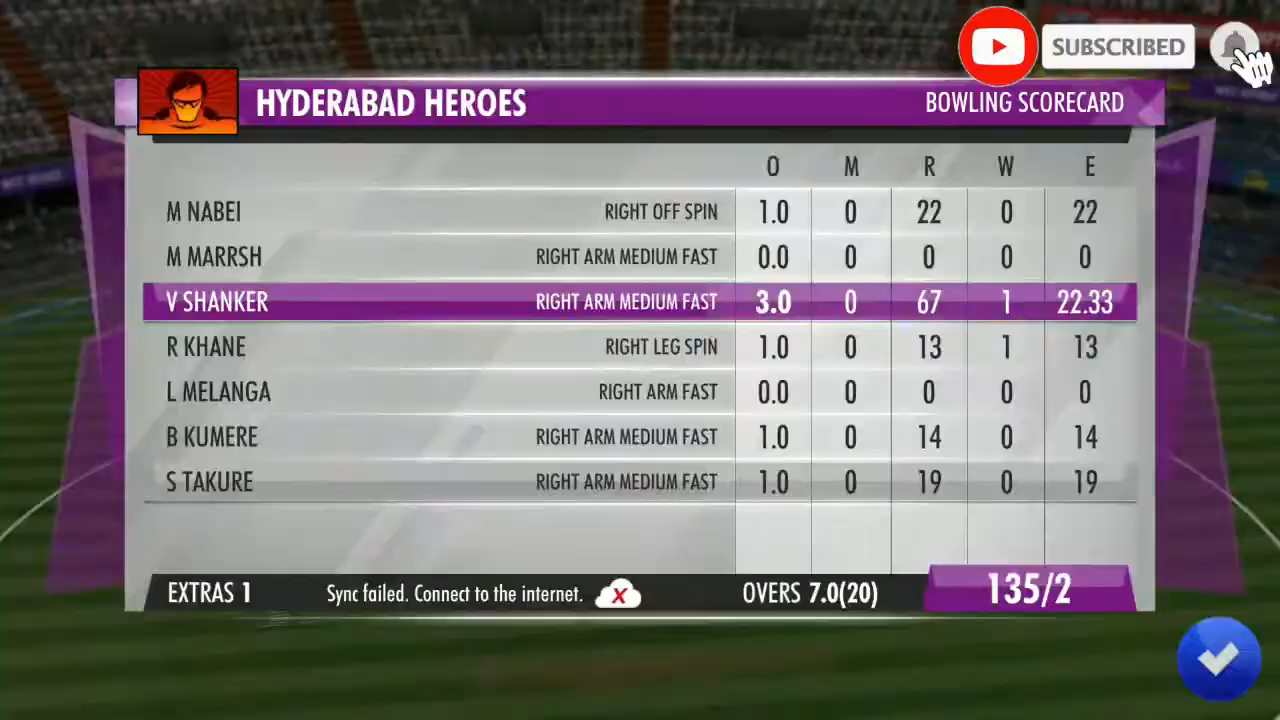 SUBSCRIBED
HYDERABAD HEROES BOWLING SCORECARD
O M R W E
M NABEI RIGHT OFF SPIN 1.0 0 22 0 22
M MARRSH RIGHT ARM MEDIUM FAST 0.0 0 0 0 0
V SHANKER RIGHT ARM MEDIUM FAST 3.0 0 67 1 22.33
R KHANE RIGHT LEG SPIN 1.0 0 13 1 13
L MELANGA RIGHT ARM FAST 0.0 0 0 0 0
B KUMERE RIGHT ARM MEDIUM FAST 1.0 0 14 0 14
S TAKURE RIGHT ARM MEDIUM FAST 1.0 0 19 0 19
EXTRAS 1 Sync failed. Connect to the internet. OVERS 7.0(20) 135/2